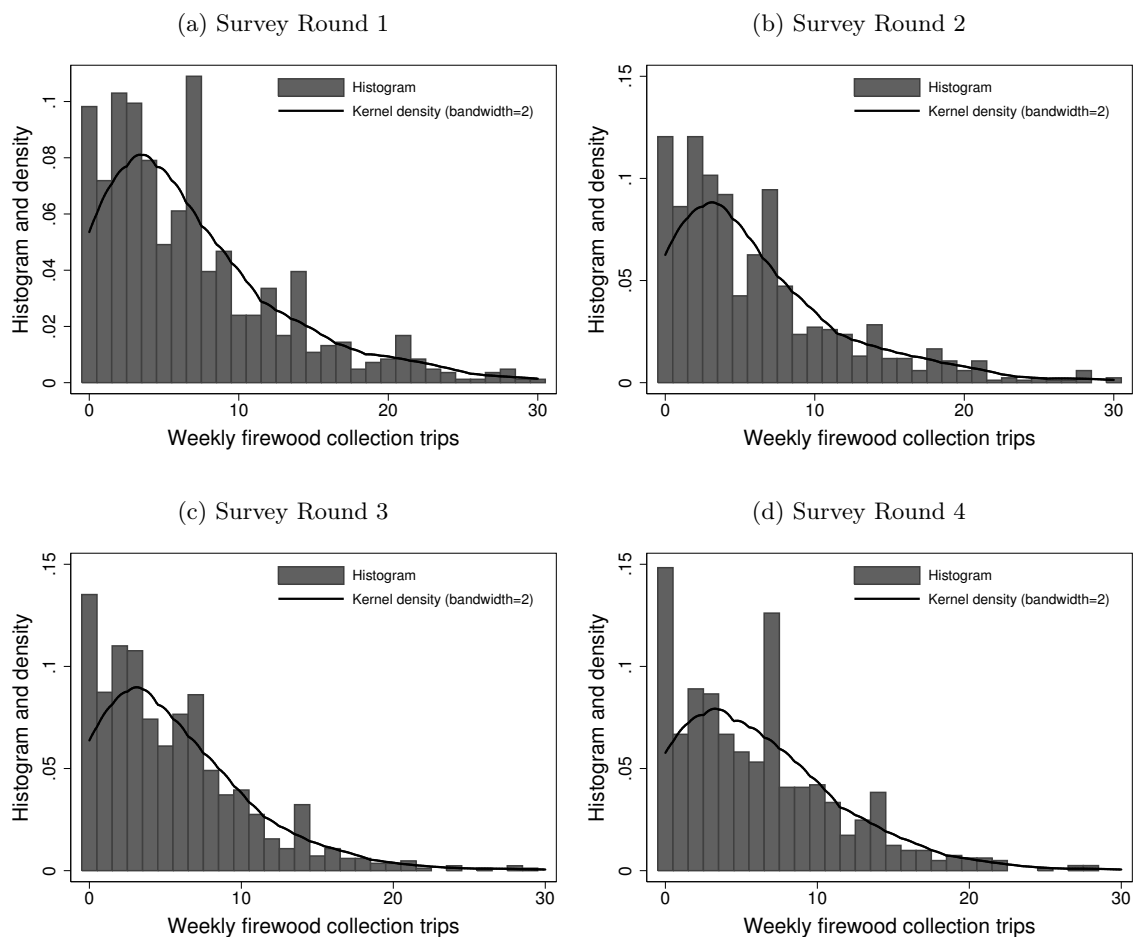 (a) Survey Round 1
Histogram and density
0 .02 .04 .06 .08 .1
Histogram
Kernel density (bandwidth=2)
0 10 20 30
Weekly firewood collection trips
(b) Survey Round 2
Histogram and density
0 .05 .1 .15
Histogram
Kernel density (bandwidth=2)
0 10 20 30
Weekly firewood collection trips
(c) Survey Round 3
Histogram and density
0 .05 .1 .15
Histogram
Kernel density (bandwidth=2)
0 10 20 30
Weekly firewood collection trips
(d) Survey Round 4
Histogram and density
0 .05 .1 .15
Histogram
Kernel density (bandwidth=2)
0 10 20 30
Weekly firewood collection trips